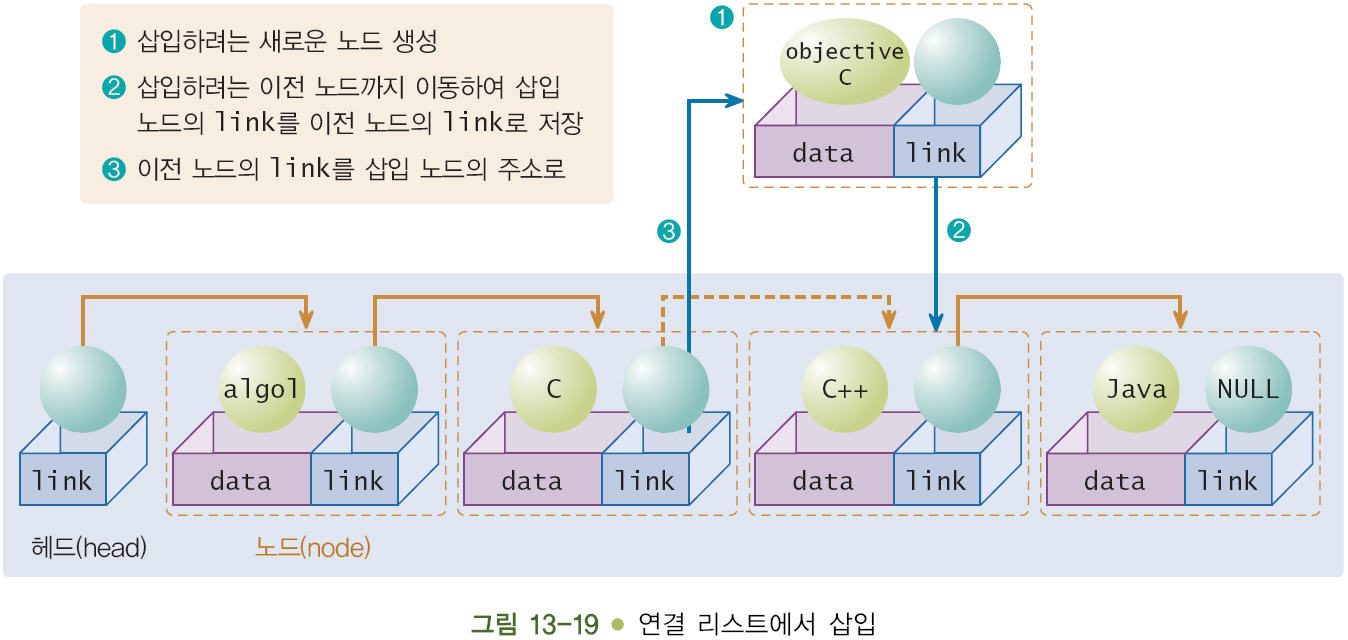 ❶ 삽입하려는 새로운 노드 생성
❷ 삽입하려는 이전 노드까지 이동하여 삽입
노드의 link를 이전 노드의 link로 저장
❸ 이전 노드의 link를 삽입 노드의 주소로
❶
objective
C
data link
❸
❷
algol C C++ Java NULL
link data link data link data link data link
헤드(head) 노드(node)
그림 13-19 ● 연결 리스트에서 삽입